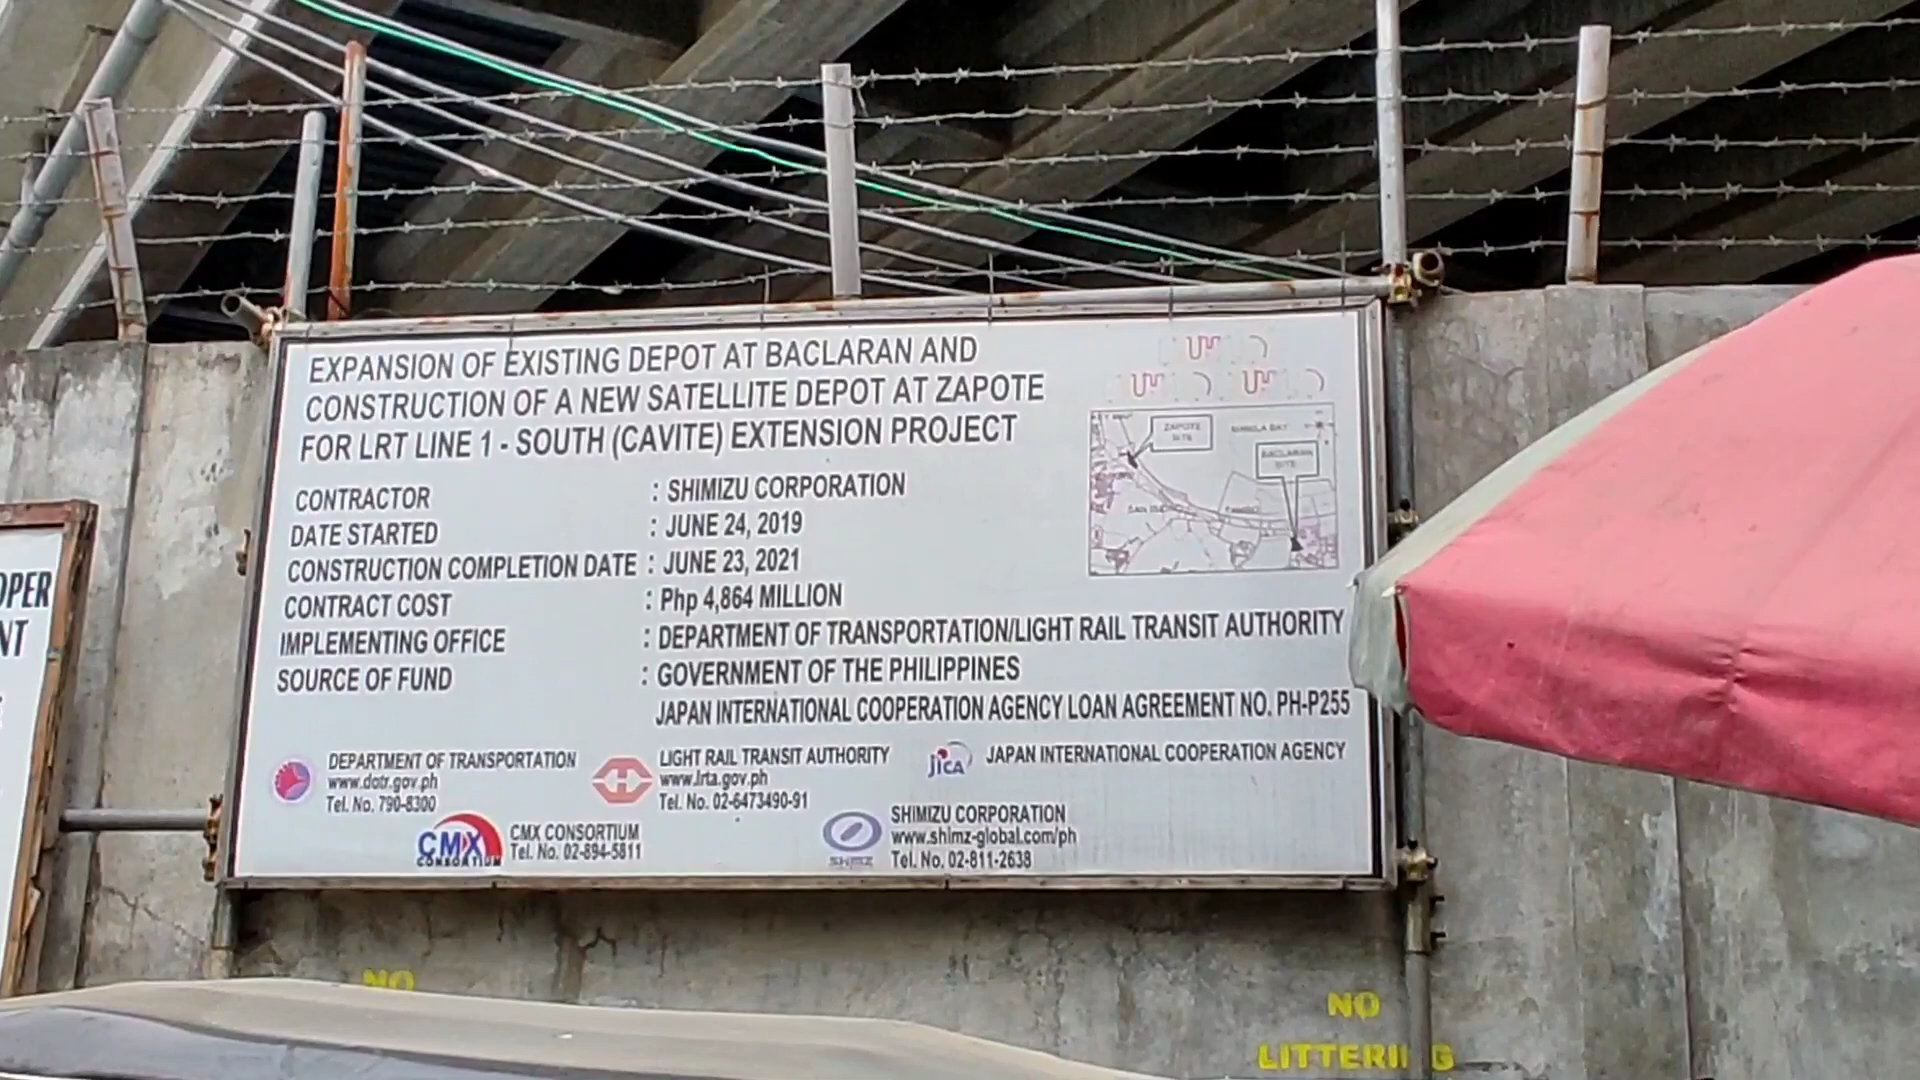 EXPANSION OF EXISTING DEPOT AT BACLARAN AND
CONSTRUCTION OF A NEW SATELLITE DEPOT AT ZAPOTE
FOR LRT LINE 1 - SOUTH (CAVITE) EXTENSION PROJECT
CONTRACTOR : SHIMIZU CORPORATION
DATE STARTED : JUNE 24, 2019
CONSTRUCTION COMPLETION DATE : JUNE 23, 2021
CONTRACT COST : Php 4,864 MILLION
IMPLEMENTING OFFICE : DEPARTMENT OF TRANSPORTATION/LIGHT RAIL TRANSIT AUTHORITY
SOURCE OF FUND : GOVERNMENT OF THE PHILIPPINES
JAPAN INTERNATIONAL COOPERATION AGENCY LOAN AGREEMENT NO. PH-P255
ZAPOTE
SITE
MANILA BAY
BACLARAN
SITE
DEPARTMENT OF TRANSPORTATION
www.dotr.gov.ph
Tel. No. 790-8300
LIGHT RAIL TRANSIT AUTHORITY
www.lrta.gov.ph
Tel. No. 02-6473490-91
JICA
JAPAN INTERNATIONAL COOPERATION AGENCY
CMX
CONSORTIUM
CMX CONSORTIUM
Tel. No. 02-894-5811
SHIMZ
SHIMIZU CORPORATION
www.shimz-global.com/ph
Tel. No. 02-811-2638
OPER
NT
NO
NO
LITTERING